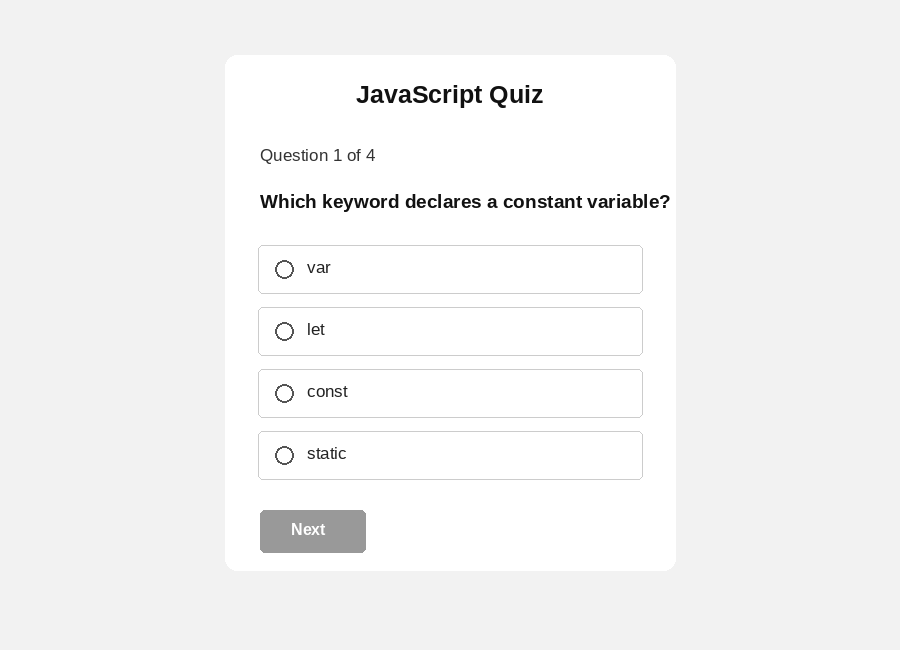 JavaScript Quiz
Question 1 of 4
Which keyword declares a constant variable?
var
let
const
static
Next